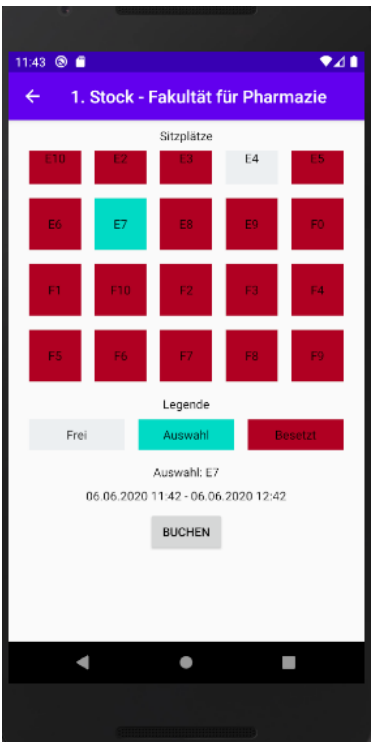 11:43
1. Stock - Fakultät für Pharmazie
Sitzplätze
E10 E2 E3 E4 E5
E6 E7 E8 E9 F0
F1 F10 F2 F3 F4
F5 F6 F7 F8 F9
Legende
Frei Auswahl Besetzt
Auswahl: E7
06.06.2020 11:42 - 06.06.2020 12:42
BUCHEN